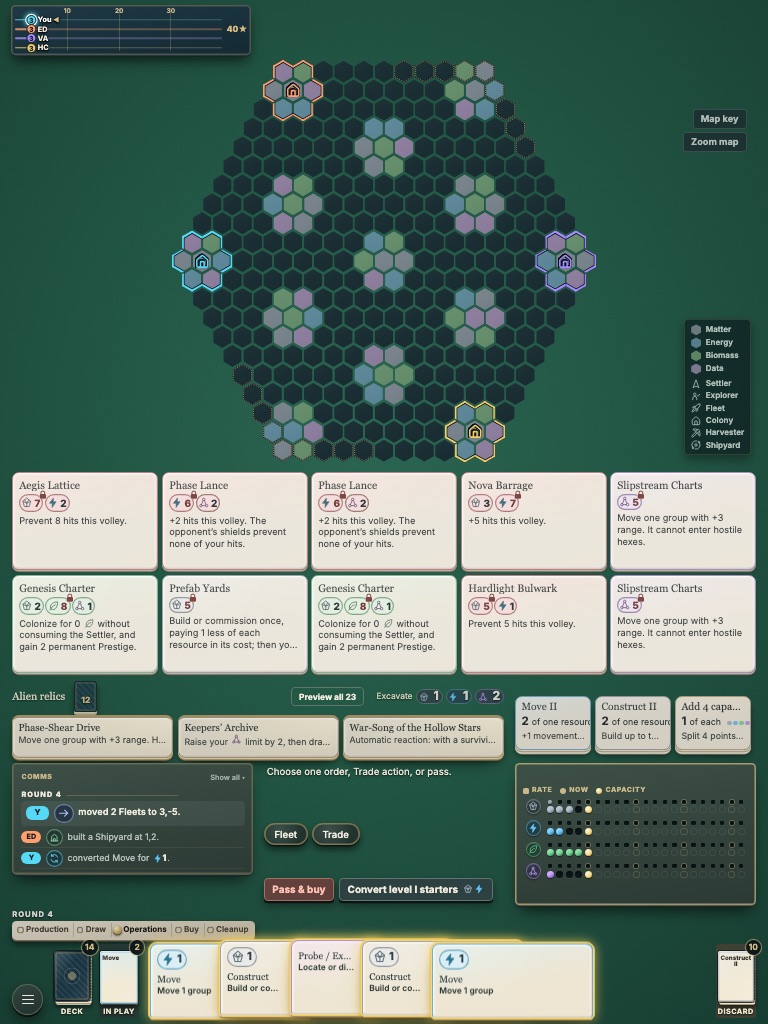 10 20 30
3 You
3 ED
3 VA
3 HC
40
Map key
Zoom map
Matter
Energy
Biomass
Data
Settler
Explorer
Fleet
Colony
Harvester
Shipyard
Aegis Lattice
7 2
Prevent 8 hits this volley.
Phase Lance
6 2
+2 hits this volley. The
opponent's shields prevent
none of your hits.
Phase Lance
6 2
+2 hits this volley. The
opponent's shields prevent
none of your hits.
Nova Barrage
3 7
+5 hits this volley.
Slipstream Charts
5
Move one group with +3
range. It cannot enter hostile
hexes.
Genesis Charter
2 8 1
Colonize for 0 without
consuming the Settler, and
gain 2 permanent Prestige.
Prefab Yards
5
Build or commission once,
paying 1 less of each
resource in its cost; then yo...
Genesis Charter
2 8 1
Colonize for 0 without
consuming the Settler, and
gain 2 permanent Prestige.
Hardlight Bulwark
5 1
Prevent 5 hits this volley.
Slipstream Charts
5
Move one group with +3
range. It cannot enter hostile
hexes.
Alien relics
12
Preview all 23
Excavate 1 1 2
Phase-Shear Drive
Move one group with +3 range. H...
Keepers' Archive
Raise your limit by 2, then dra...
War-Song of the Hollow Stars
Automatic reaction: with a survivi...
Move II
2 of one resourc
+1 movement...
Construct II
2 of one resourc
Build up to t...
Add 4 capa...
1 of each
Split 4 points...
COMMS
Show all
ROUND 4
Y moved 2 Fleets to 3,-5.
ED built a Shipyard at 1,2.
Y converted Move for 1.
Choose one order, Trade action, or pass.
Fleet
Trade
Pass & buy
Convert level I starters
RATE NOW CAPACITY
ROUND 4
Production
Draw
Operations
Buy
Cleanup
14
DECK
2
Move
IN PLAY
1
Move
Move 1 group
1
Construct
Build or co...
Probe / Ex...
Locate or di...
1
Construct
Build or co...
1
Move
Move 1 group
10
Construct
II
DISCARD